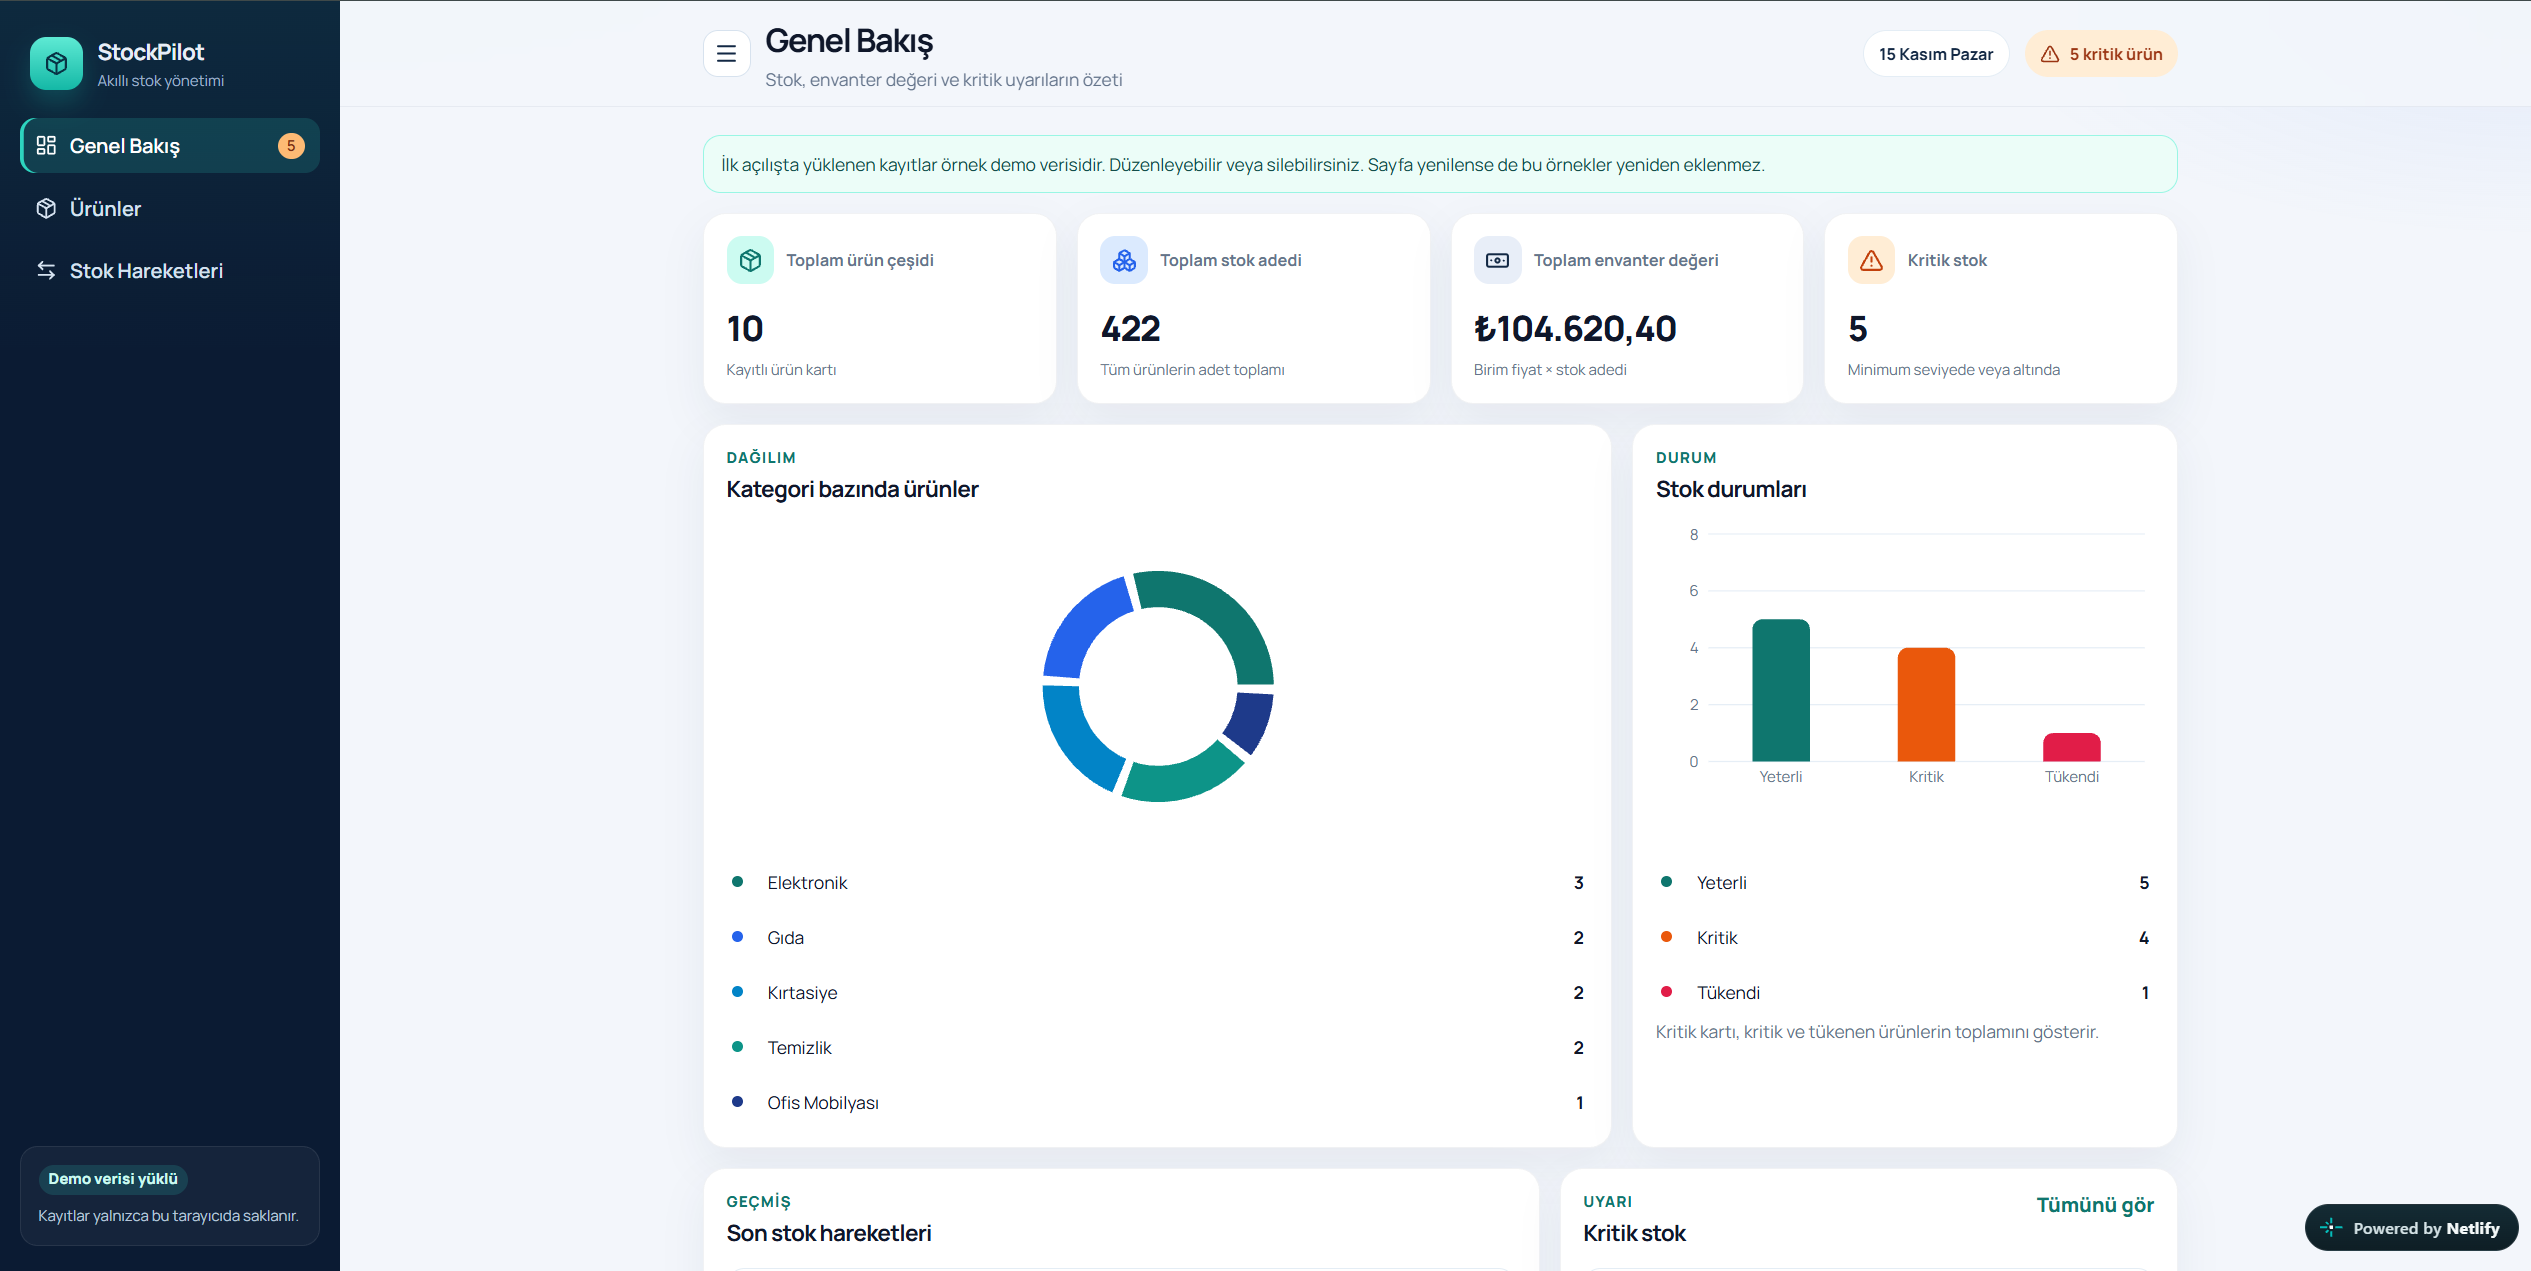 StockPilot
Akıllı stok yönetimi
Genel Bakış
5
Ürünler
Stok Hareketleri
Demo verisi yüklü
Kayıtlar yalnızca bu tarayıcıda saklanır.
Genel Bakış
Stok, envanter değeri ve kritik uyarıların özeti
15 Kasım Pazar
5 kritik ürün
İlk açılışta yüklenen kayıtlar örnek demo verisidir. Düzenleyebilir veya silebilirsiniz. Sayfa yenilense de bu örnekler yeniden eklenmez.
Toplam ürün çeşidi
10
Kayıtlı ürün kartı
Toplam stok adedi
422
Tüm ürünlerin adet toplamı
Toplam envanter değeri
₺104.620,40
Birim fiyat × stok adedi
Kritik stok
5
Minimum seviyede veya altında
DAĞILIM
Kategori bazında ürünler
Elektronik 3
Gıda 2
Kırtasiye 2
Temizlik 2
Ofis Mobilyası 1
DURUM
Stok durumları
8
6
4
2
0
Yeterli Kritik Tükendi
Yeterli 5
Kritik 4
Tükendi 1
Kritik kartı, kritik ve tükenen ürünlerin toplamını gösterir.
GEÇMİŞ
Son stok hareketleri
UYARI
Kritik stok
Tümünü gör
Powered by Netlify